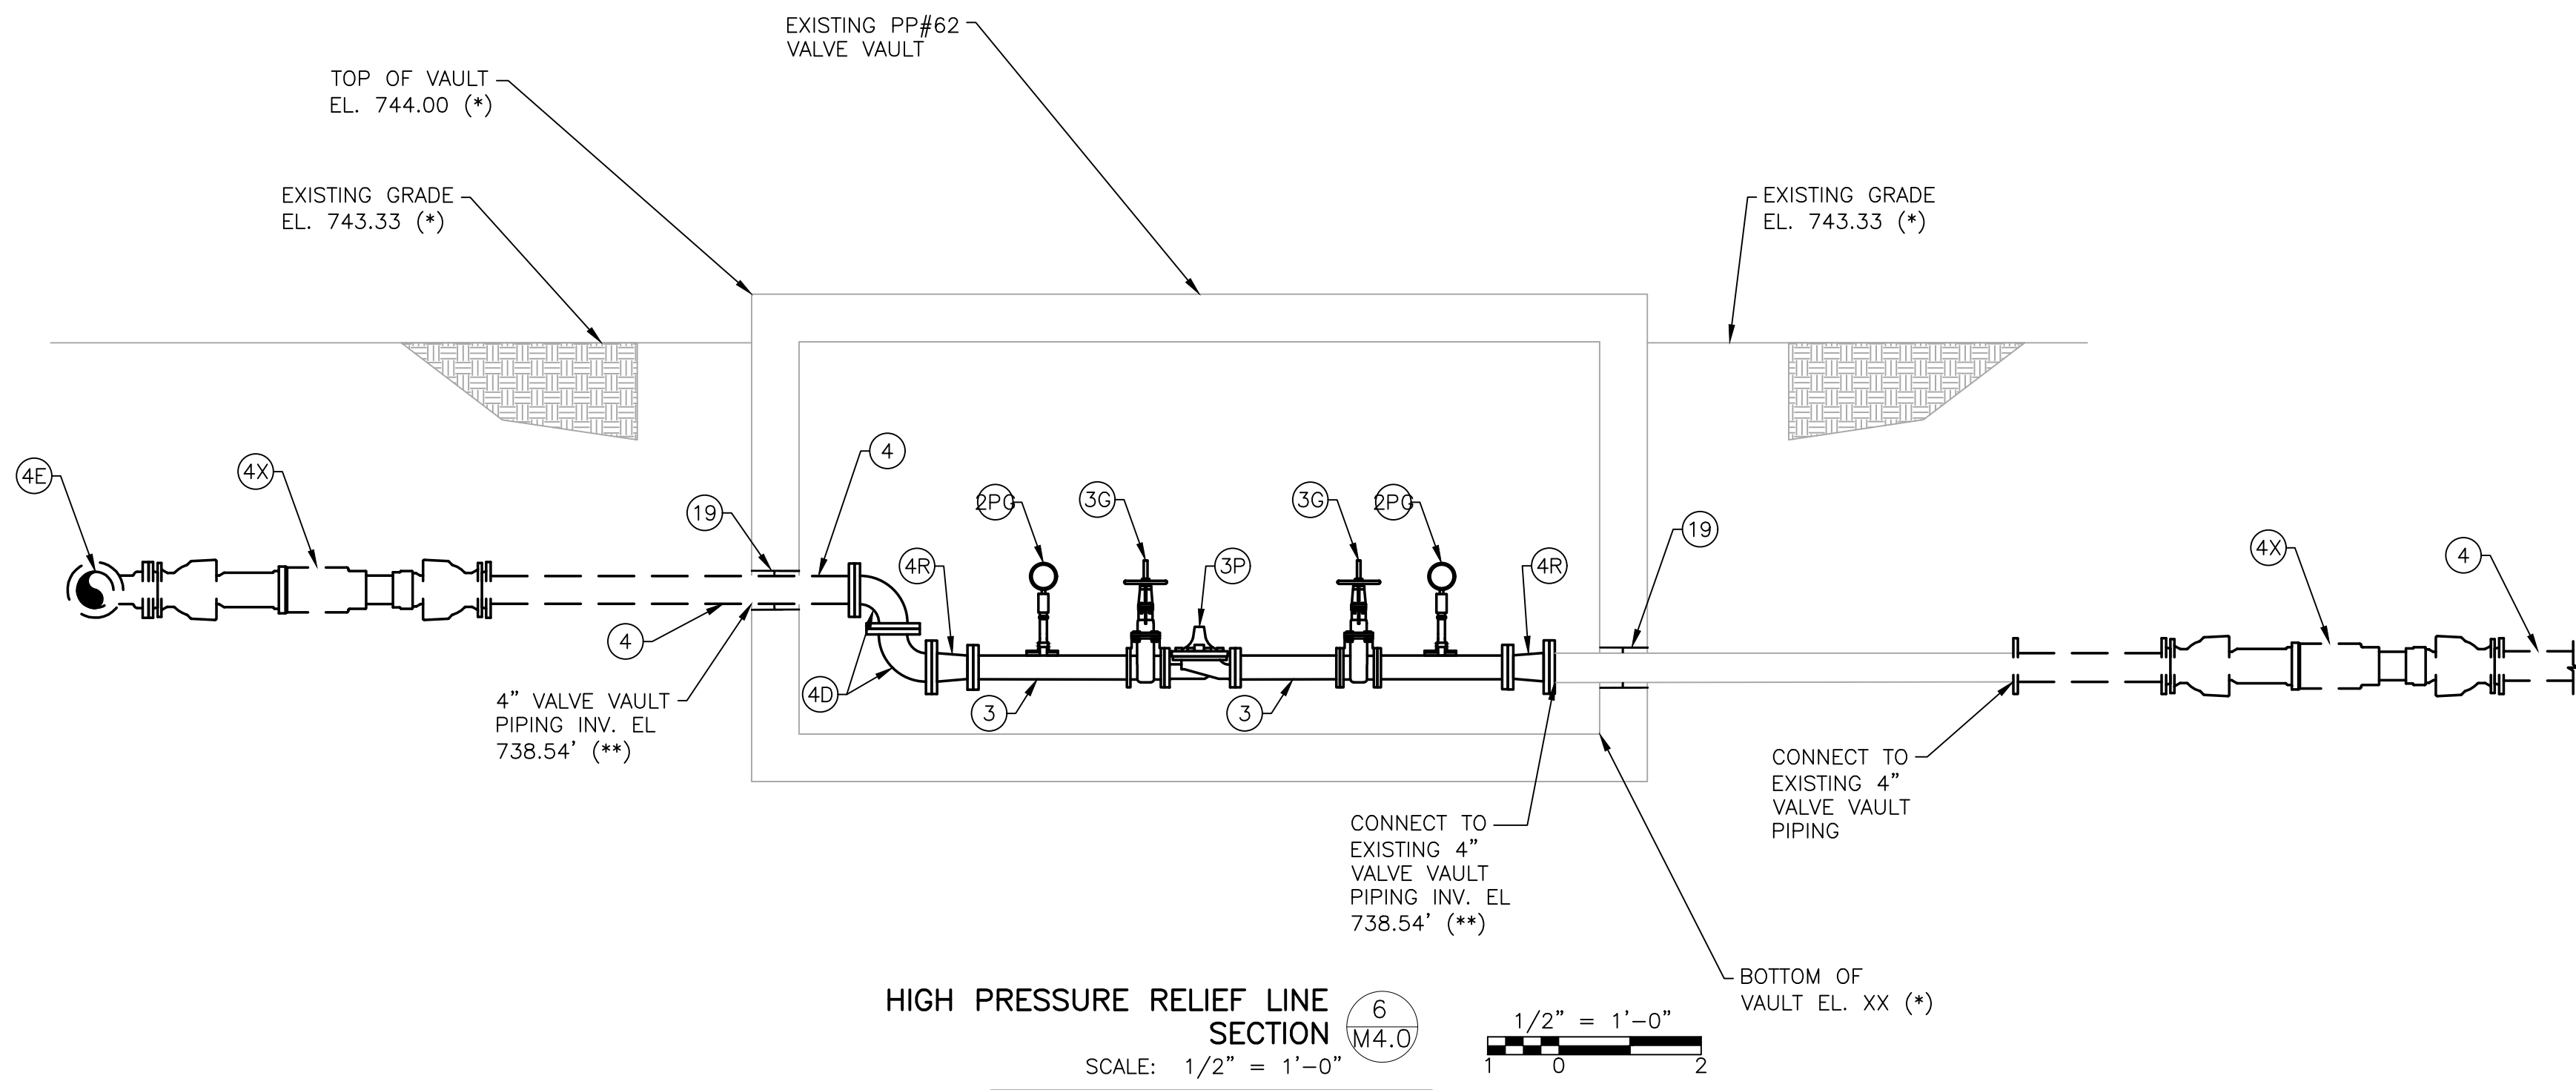 EXISTING PP#62
VALVE VAULT
TOP OF VAULT
EL. 744.00 (*)
EXISTING GRADE
EL. 743.33 (*)
EXISTING GRADE
EL. 743.33 (*)
4E
4X
19
4
4R
2PG
3G
3P
3G
2PG
4R
19
4X
4
4
4D
3
3
4” VALVE VAULT
PIPING INV. EL
738.54’ (**)
CONNECT TO
EXISTING 4”
VALVE VAULT
PIPING
CONNECT TO
EXISTING 4”
VALVE VAULT
PIPING INV. EL
738.54’ (**)
BOTTOM OF
VAULT EL. XX (*)
HIGH PRESSURE RELIEF LINE
SECTION
6
M4.0
SCALE: 1/2” = 1’-0”
1/2” = 1’-0”
1 0 2